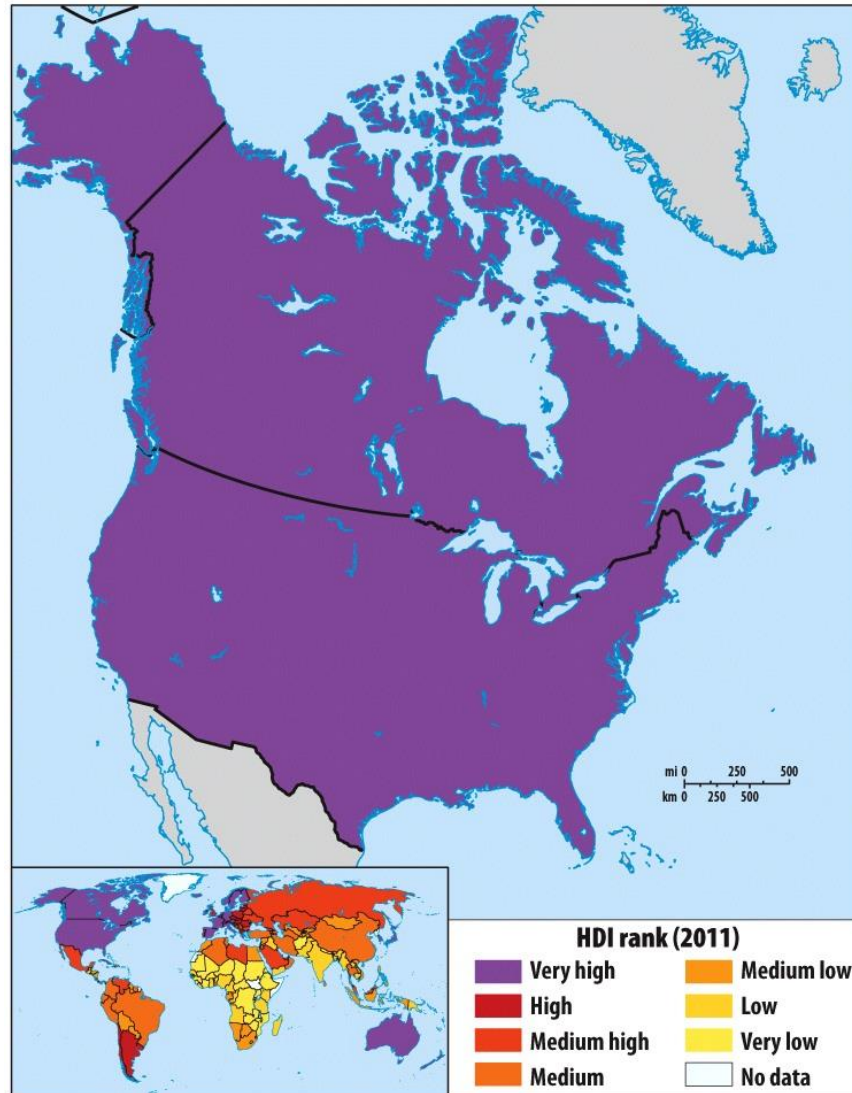 mi 0 250 500
km 0 250 500
HDI rank (2011)
Very high
High
Medium high
Medium
Medium low
Low
Very low
No data